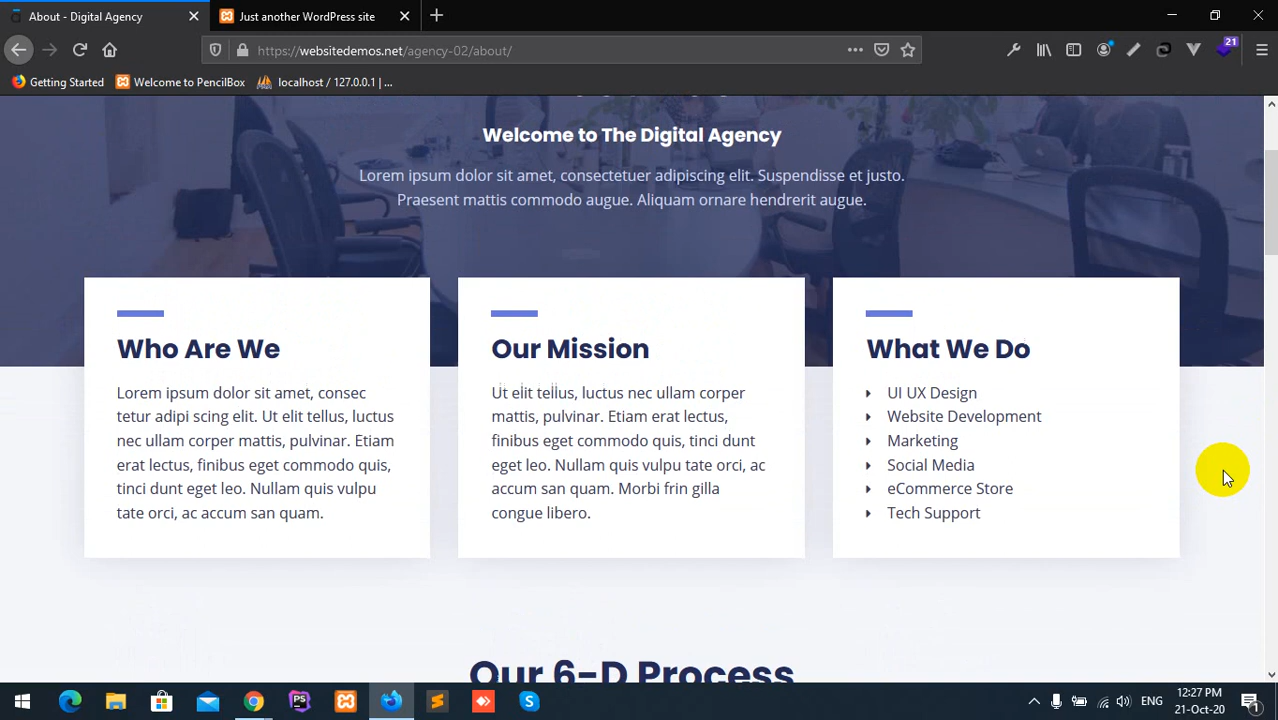 About - Digital Agency
Just another WordPress site
https://websitedemos.net/agency-02/about/
21
Getting Started
Welcome to PencilBox
localhost / 127.0.0.1 | ...
Welcome to The Digital Agency
Lorem ipsum dolor sit amet, consectetuer adipiscing elit. Suspendisse et justo.
Praesent mattis commodo augue. Aliquam ornare hendrerit augue.
Who Are We
Lorem ipsum dolor sit amet, consec
tetur adipi scing elit. Ut elit tellus, luctus
nec ullam corper mattis, pulvinar. Etiam
erat lectus, finibus eget commodo quis,
tinci dunt eget leo. Nullam quis vulpu
tate orci, ac accum san quam.
Our Mission
Ut elit tellus, luctus nec ullam corper
mattis, pulvinar. Etiam erat lectus,
finibus eget commodo quis, tinci dunt
eget leo. Nullam quis vulpu tate orci, ac
accum san quam. Morbi frin gilla
congue libero.
What We Do
UI UX Design
Website Development
Marketing
Social Media
eCommerce Store
Tech Support
Our 6-D Process
PS
S
ENG
12:27 PM
21-Oct-20
1